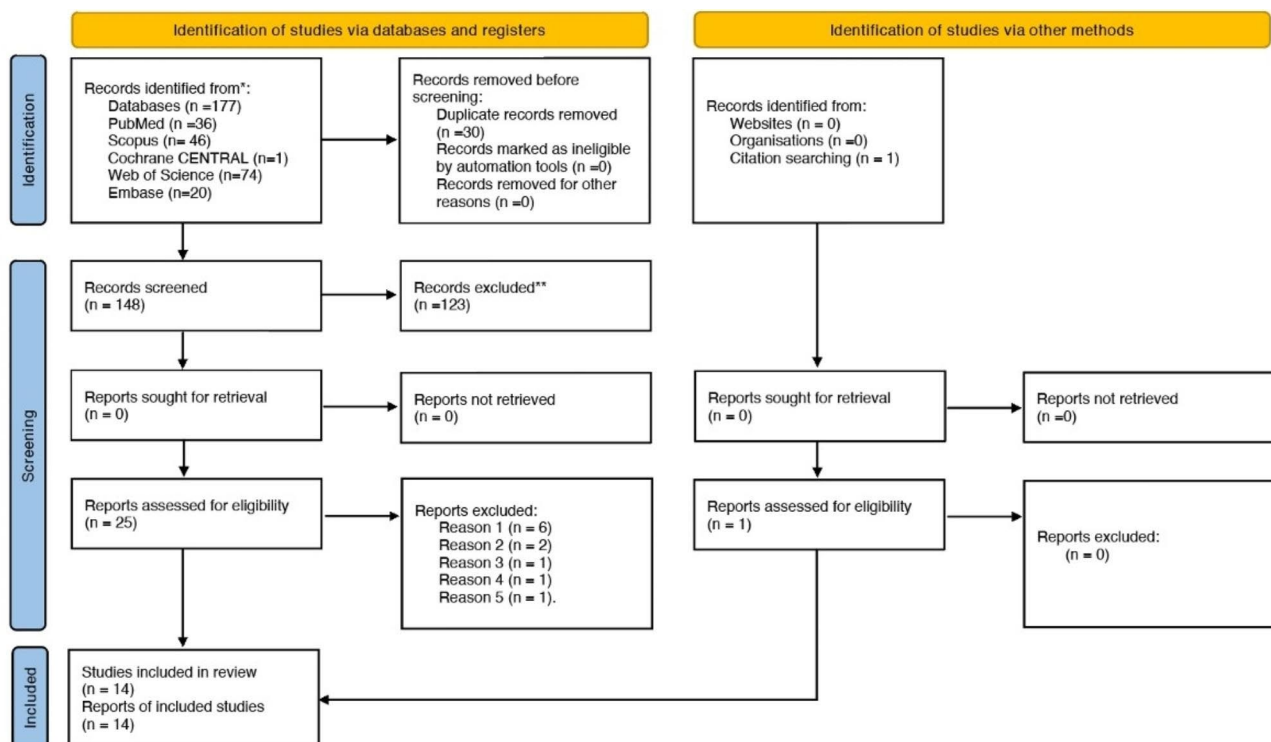 Identification of studies via databases and registers
Identification of studies via other methods
Identification
Records identified from*:
Databases (n =177)
PubMed (n =36)
Scopus (n= 46)
Cochrane CENTRAL (n=1)
Web of Science (n=74)
Embase (n=20)
Records removed before
screening:
Duplicate records removed
(n =30)
Records marked as ineligible
by automation tools (n =0)
Records removed for other
reasons (n =0)
Records identified from:
Websites (n = 0)
Organisations (n =0)
Citation searching (n = 1)
Screening
Records screened
(n = 148)
Records excluded**
(n =123)
Reports sought for retrieval
(n = 0)
Reports not retrieved
(n = 0)
Reports sought for retrieval
(n = 0)
Reports not retrieved
(n =0)
Reports assessed for eligibility
(n = 25)
Reports excluded:
Reason 1 (n = 6)
Reason 2 (n = 2)
Reason 3 (n = 1)
Reason 4 (n = 1)
Reason 5 (n = 1).
Reports assessed for eligibility
(n = 1)
Reports excluded:
(n = 0)
Included
Studies included in review
(n = 14)
Reports of included studies
(n = 14)